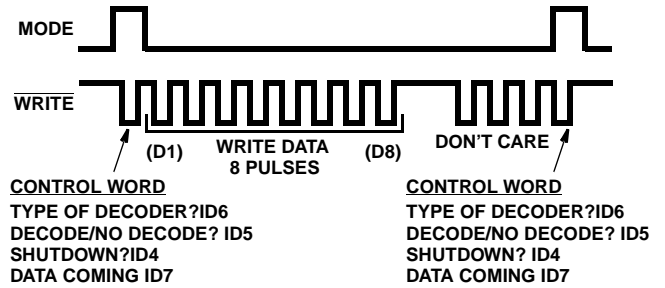 MODE
WRITE
(D1) WRITE DATA (D8) DON'T CARE
8 PULSES
CONTROL WORD
TYPE OF DECODER?ID6
DECODE/NO DECODE? ID5
SHUTDOWN?ID4
DATA COMING ID7
CONTROL WORD
TYPE OF DECODER?ID6
DECODE/NO DECODE? ID5
SHUTDOWN? ID4
DATA COMING ID7